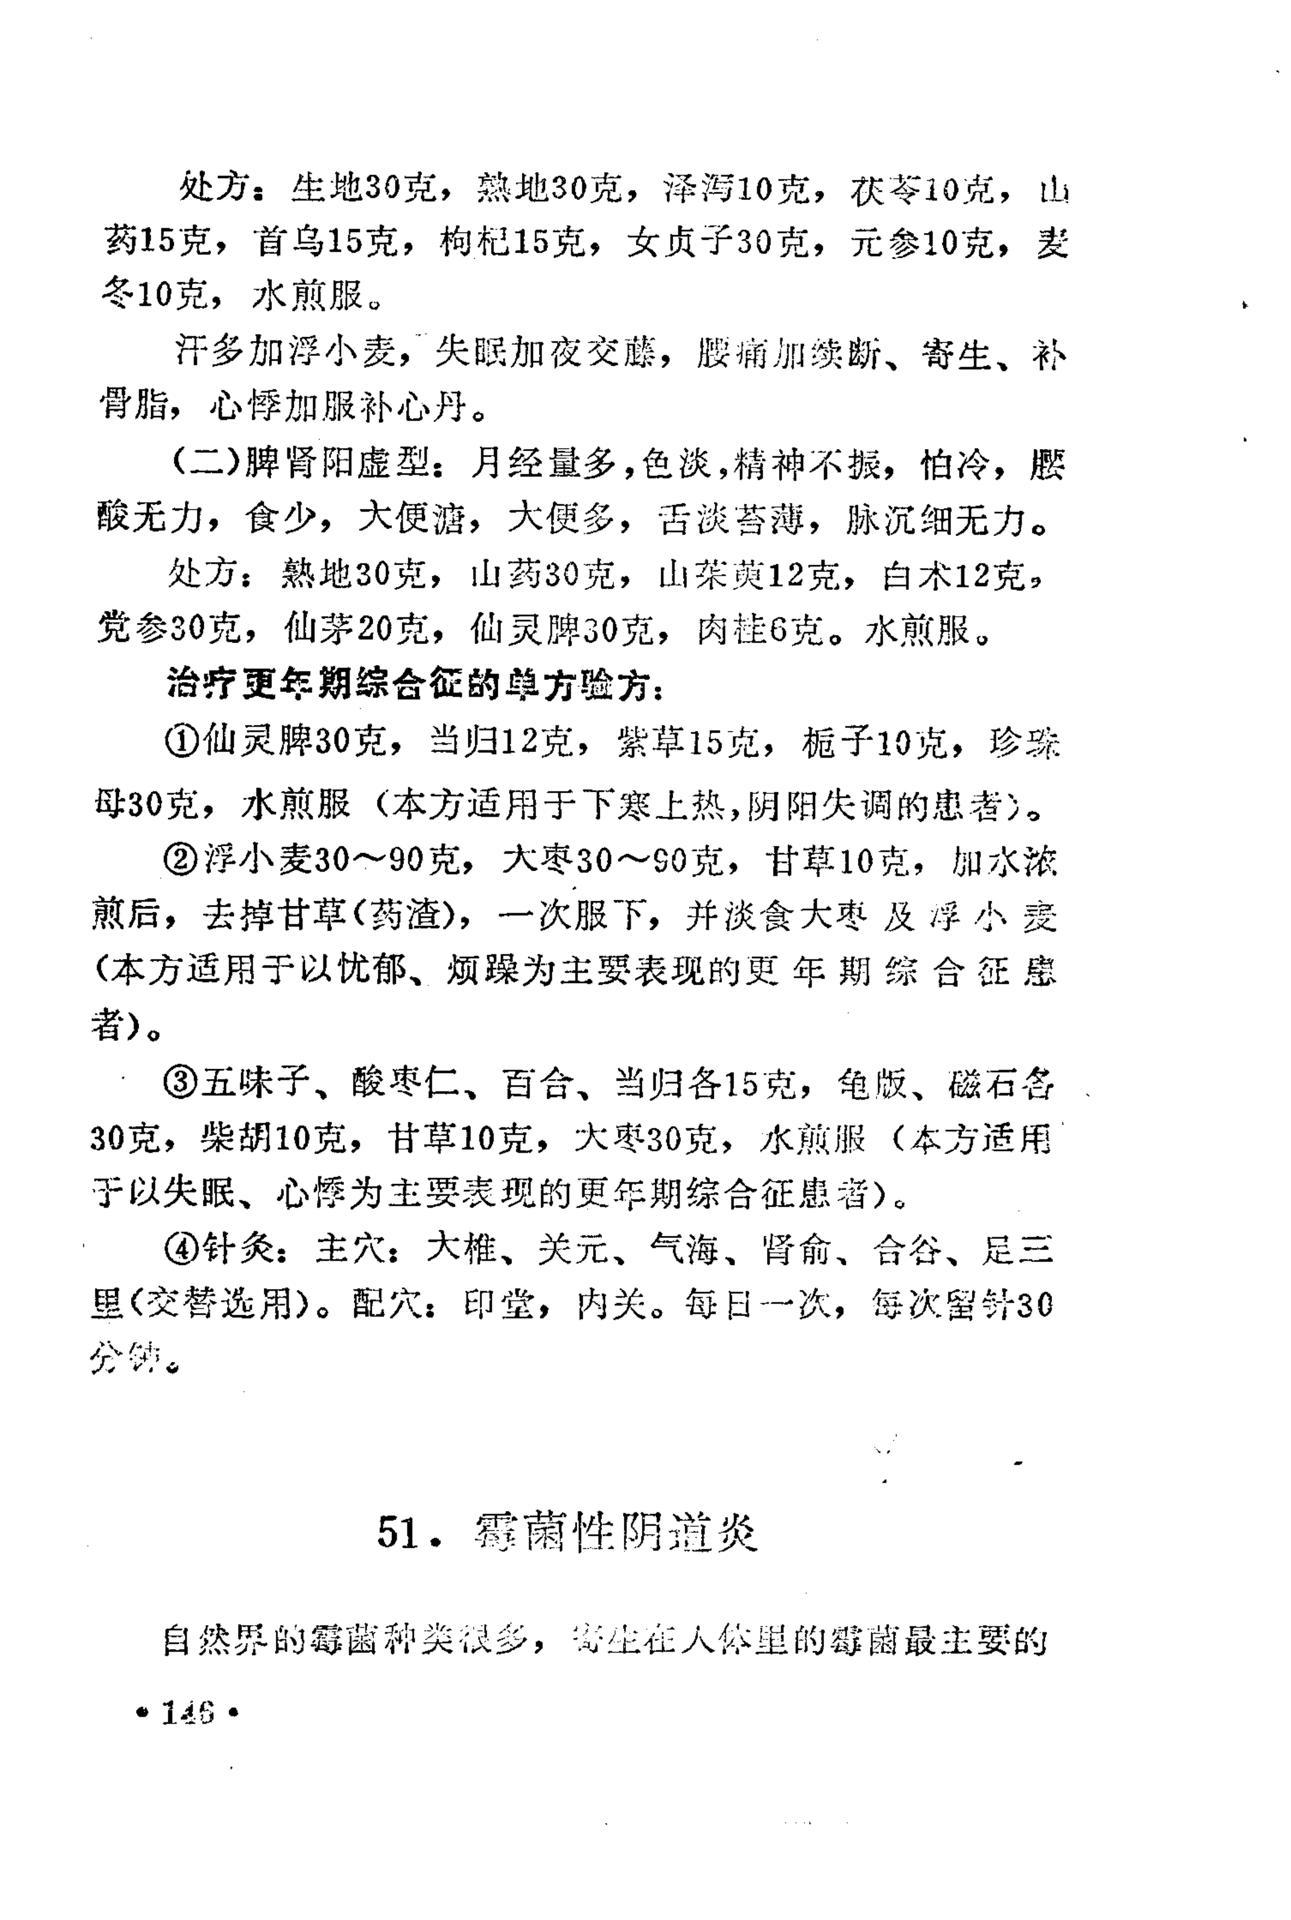 处方：生地30克，熟地30克，泽泻10克，茯苓10克，山
药15克，首乌15克，枸杞15克，女贞子30克，元参10克，麦
冬10克，水煎服。
汗多加浮小麦，失眠加夜交藤，腰痛加续断、寄生、补
骨脂，心悸加服补心丹。
(二)脾肾阳虚型：月经量多，色淡，精神不振，怕冷，腰
酸无力，食少，大便溏，大便多，舌淡苔薄，脉沉细无力。
处方：熟地30克，山药30克，山茱萸12克，白术12克，
党参30克，仙茅20克，仙灵脾30克，肉桂6克。水煎服。
治疗更年期综合征的单方验方：
①仙灵脾30克，当归12克，紫草15克，栀子10克，珍珠
母30克，水煎服（本方适用于下寒上热，阴阳失调的患者）。
②浮小麦30～90克，大枣30～90克，甘草10克，加水浓
煎后，去掉甘草(药渣)，一次服下，并淡食大枣及浮小麦
(本方适用于以忧郁、烦躁为主要表现的更年期综合征患
者)。
③五味子、酸枣仁、百合、当归各15克，龟版、磁石各
30克，柴胡10克，甘草10克，大枣30克，水煎服（本方适用
于以失眠、心悸为主要表现的更年期综合征患者)。
④针灸：主穴：大椎、关元、气海、肾俞、合谷、足三
里(交替选用)。配穴：印堂，内关。每日一次，每次留针30
分钟。
51．霉菌性阴道炎
自然界的霉菌种类很多，寄生在人体里的霉菌最主要的
• 146 •